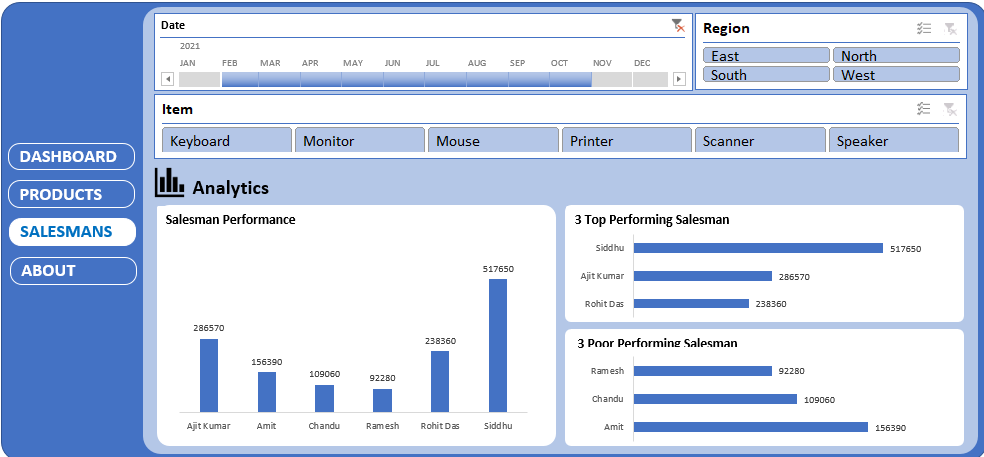 Date
2021
JAN FEB MAR APR MAY JUN JUL AUG SEP OCT NOV DEC
Region
East North
South West
Item
Keyboard Monitor Mouse Printer Scanner Speaker
DASHBOARD
PRODUCTS
SALESMANS
ABOUT
Analytics
Salesman Performance
517650
286570
238360
156390
109060
92280
Ajit Kumar Amit Chandu Ramesh Rohit Das Siddhu
3 Top Performing Salesman
Siddhu 517650
Ajit Kumar 286570
Rohit Das 238360
3 Poor Performing Salesman
Ramesh 92280
Chandu 109060
Amit 156390